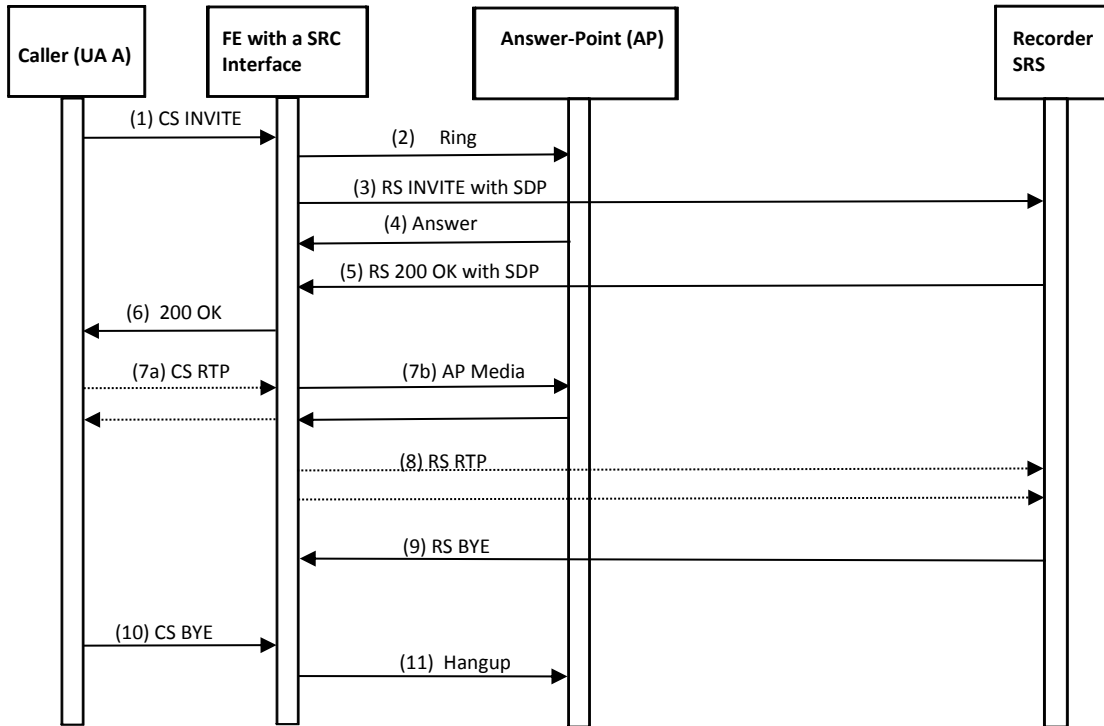 Caller (UA A)
FE with a SRC
Interface
Answer-Point (AP)
Recorder
SRS
(1) CS INVITE
(2) Ring
(3) RS INVITE with SDP
(4) Answer
(5) RS 200 OK with SDP
(6) 200 OK
(7a) CS RTP
(7b) AP Media
(8) RS RTP
(9) RS BYE
(10) CS BYE
(11) Hangup